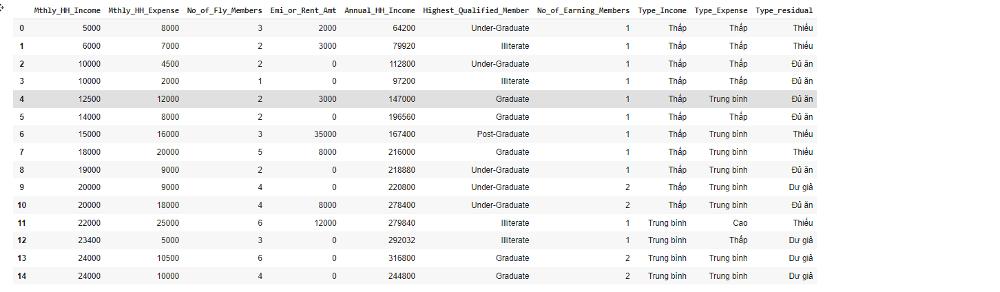 Mthly_HH_Income Mthly_HH_Expense No_of_Fly_Members Emi_or_Rent_Amt Annual_HH_Income Highest_Qualified_Member No_of_Earning_Members Type_Income Type_Expense Type_residual
0 5000 8000 3 2000 64200 Under-Graduate 1 Thấp Thấp Thiếu
1 6000 7000 2 3000 79920 Illiterate 1 Thấp Thấp Thiếu
2 10000 4500 2 0 112800 Under-Graduate 1 Thấp Thấp Đủ ăn
3 10000 2000 1 0 97200 Illiterate 1 Thấp Thấp Đủ ăn
4 12500 12000 2 3000 147000 Graduate 1 Thấp Trung bình Đủ ăn
5 14000 8000 2 0 196560 Graduate 1 Thấp Thấp Đủ ăn
6 15000 16000 3 35000 167400 Post-Graduate 1 Thấp Trung bình Thiếu
7 18000 20000 5 8000 216000 Graduate 1 Thấp Trung bình Thiếu
8 19000 9000 2 0 218880 Under-Graduate 1 Thấp Trung bình Đủ ăn
9 20000 9000 4 0 220800 Under-Graduate 2 Thấp Trung bình Dư giả
10 20000 18000 4 8000 278400 Under-Graduate 2 Thấp Trung bình Đủ ăn
11 22000 25000 6 12000 279840 Illiterate 1 Trung bình Cao Thiếu
12 23400 5000 3 0 292032 Illiterate 1 Trung bình Thấp Dư giả
13 24000 10500 6 0 316800 Graduate 2 Trung bình Trung bình Dư giả
14 24000 10000 4 0 244800 Graduate 2 Trung bình Trung bình Dư giả